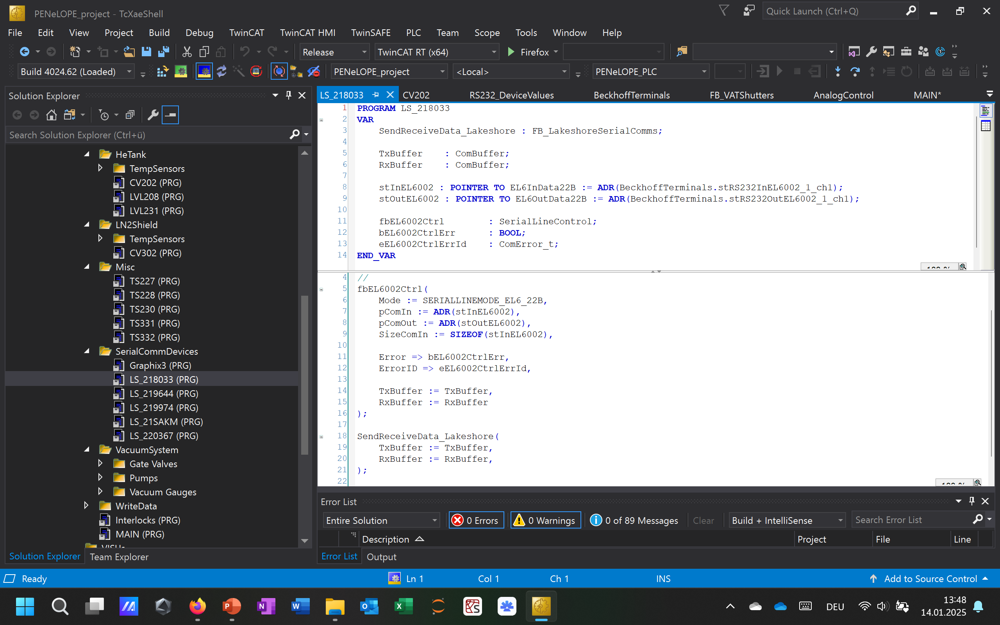 PENeLOPE_project - TcXaeShell
Quick Launch (Ctrl+Q)
File Edit View Project Build Debug TwinCAT TwinCAT HMI TwinSAFE PLC Team Scope Tools Window Help
Release TwinCAT RT (x64) Firefox
Build 4024.62 (Loaded) PENeLOPE_project <Local> PENeLOPE_PLC
Solution Explorer
Search Solution Explorer (Ctrl+ü)
HeTank
TempSensors
CV202 (PRG)
LVL208 (PRG)
LVL231 (PRG)
LN2Shield
TempSensors
CV302 (PRG)
Misc
TS227 (PRG)
TS228 (PRG)
TS230 (PRG)
TS331 (PRG)
TS332 (PRG)
SerialCommDevices
Graphix3 (PRG)
LS_218033 (PRG)
LS_219644 (PRG)
LS_219974 (PRG)
LS_21SAKM (PRG)
LS_220367 (PRG)
VacuumSystem
Gate Valves
Pumps
Vacuum Gauges
WriteData
Interlocks (PRG)
MAIN (PRG)
VISUs
Solution Explorer Team Explorer
LS_218033 CV202 RS232_DeviceValues BeckhoffTerminals FB_VATShutters AnalogControl MAIN*
1 PROGRAM LS_218033
2 VAR
3 SendReceiveData_Lakeshore : FB_LakeshoreSerialComms;
4
5 TxBuffer : ComBuffer;
6 RxBuffer : ComBuffer;
7
8 stInEL6002 : POINTER TO EL6InData22B := ADR(BeckhoffTerminals.stRS232InEL6002_1_ch1);
9 stOutEL6002 : POINTER TO EL6OutData22B := ADR(BeckhoffTerminals.stRS232OutEL6002_1_ch1);
10
11 fbEL6002Ctrl : SerialLineControl;
12 bEL6002CtrlErr : BOOL;
13 eEL6002CtrlErrId : ComError_t;
14 END_VAR
100 %
4 //
5 fbEL6002Ctrl(
6 Mode := SERIALLINEMODE_EL6_22B,
7 pComIn := ADR(stInEL6002),
8 pComOut := ADR(stOutEL6002),
9 SizeComIn := SIZEOF(stInEL6002),
10
11 Error => bEL6002CtrlErr,
12 ErrorID => eEL6002CtrlErrId,
13
14 TxBuffer := TxBuffer,
15 RxBuffer := RxBuffer
16 );
17
18 SendReceiveData_Lakeshore(
19 TxBuffer := TxBuffer,
20 RxBuffer := RxBuffer,
21 );
22
100 %
Error List
Entire Solution 0 Errors 0 Warnings 0 of 89 Messages Clear Build + IntelliSense Search Error List
Description Project File Line
Error List Output
Ready Ln 1 Col 1 Ch 1 INS Add to Source Control
DEU 13:48
14.01.2025